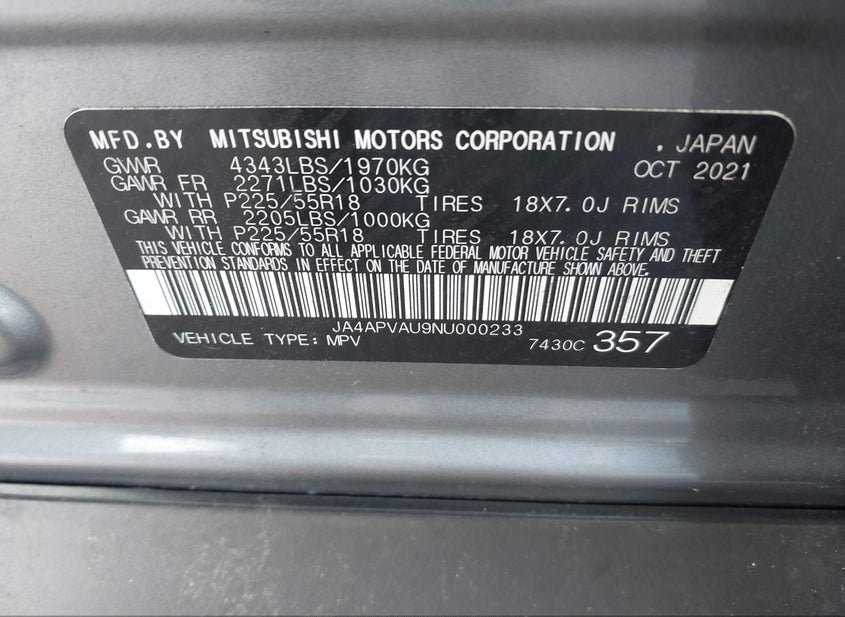 MFD.BY MITSUBISHI MOTORS CORPORATION .JAPAN
GVWR 4343LBS/1970KG OCT 2021
GAWR FR 2271LBS/1030KG
WITH P225/55R18 TIRES 18X7.0J RIMS
GAWR RR 2205LBS/1000KG
WITH P225/55R18 TIRES 18X7.0J RIMS
THIS VEHICLE CONFORMS TO ALL APPLICABLE FEDERAL MOTOR VEHICLE SAFETY AND THEFT
PREVENTION STANDARDS IN EFFECT ON THE DATE OF MANUFACTURE SHOWN ABOVE.
JA4APVAU9NU000233
VEHICLE TYPE: MPV 7430C 357